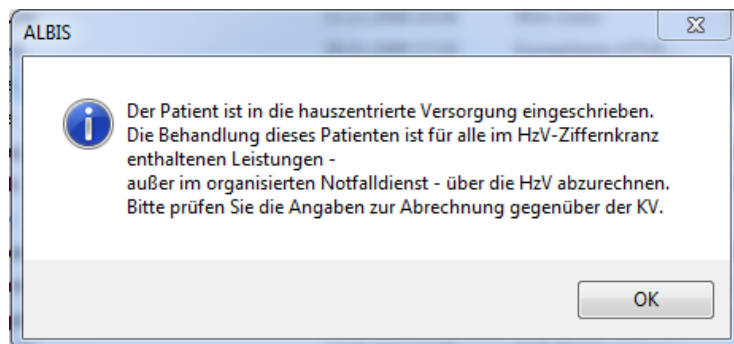 ALBIS
Der Patient ist in die hauszentrierte Versorgung eingeschrieben.
Die Behandlung dieses Patienten ist für alle im HzV-Ziffernkranz
enthaltenen Leistungen -
außer im organisierten Notfalldienst - über die HzV abzurechnen.
Bitte prüfen Sie die Angaben zur Abrechnung gegenüber der KV.
OK